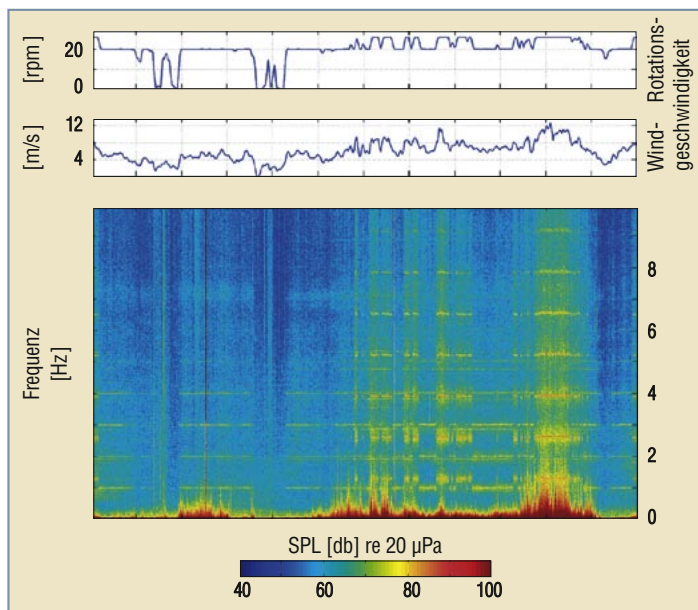 [rpm]
20
0
Rotations-
geschwindigkeit
[m/s]
12
4
Wind-
geschwindigkeit
Frequenz
[Hz]
8
6
4
2
0
SPL [db] re 20 µPa
40 60 80 100